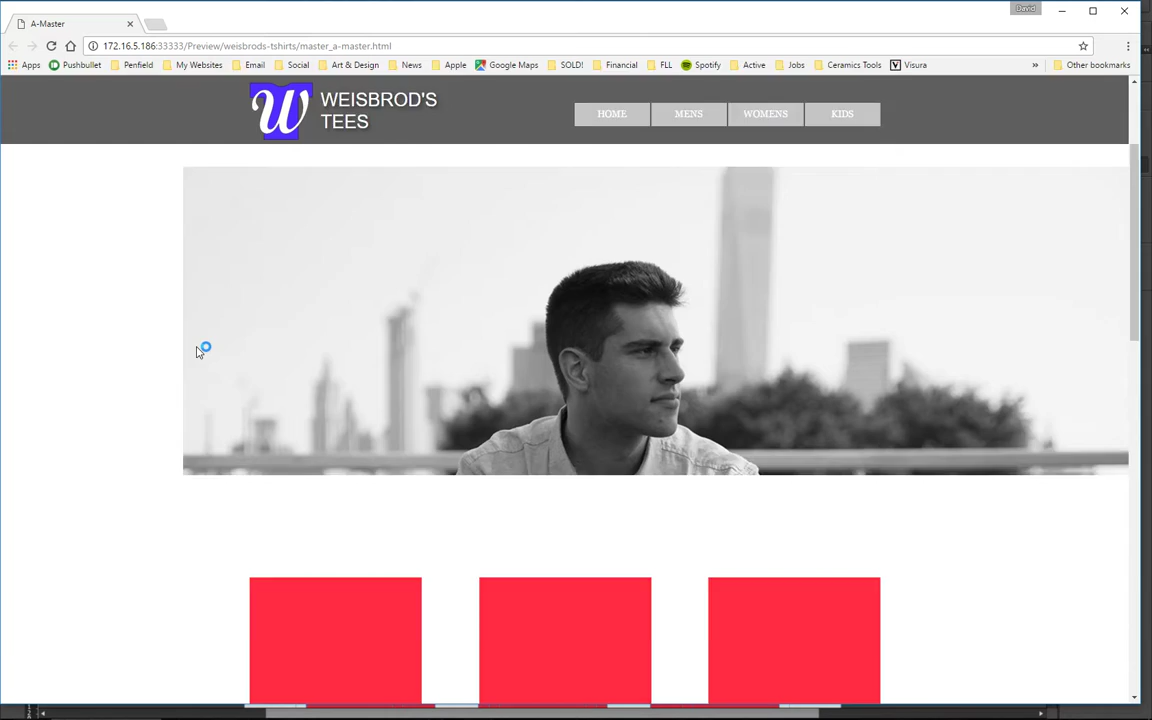 David
A-Master
172.16.5.186:33333/Preview/weisbrods-tshirts/master_a-master.html
Apps Pushbullet Penfield My Websites Email Social Art & Design News Apple Google Maps SOLD! Financial FLL Spotify Active Jobs Ceramics Tools Visura » Other bookmarks
W WEISBROD'S
TEES
HOME MENS WOMENS KIDS